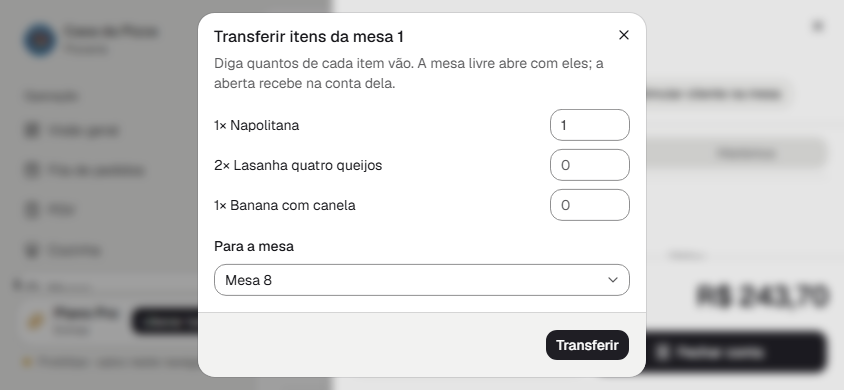 Transferir itens da mesa 1
Diga quantos de cada item vão. A mesa livre abre com eles; a
aberta recebe na conta dela.
1× Napolitana
1
2× Lasanha quatro queijos
0
1× Banana com canela
0
Para a mesa
Mesa 8
R$ 243,70
Transferir